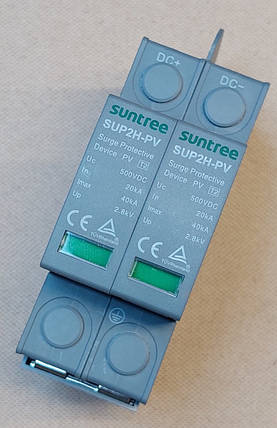 DC+
DC-
suntree
SUP2H-PV
Surge Protective
Device PV T2
Uc 500VDC
In 20kA
Imax 40kA
Up 2.8kV
CE
TÜVRheinland
suntree
SUP2H-PV
Surge Protective
Device PV T2
Uc 500VDC
In 20kA
Imax 40kA
Up 2.8kV
CE
TÜVRheinland